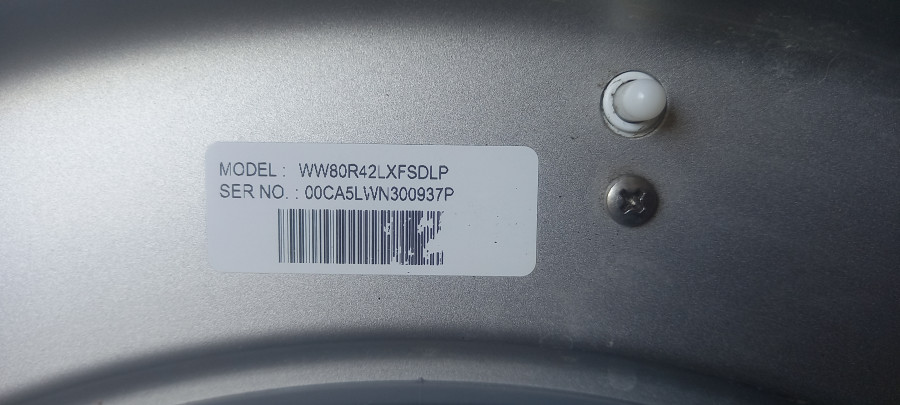 MODEL : WW80R42LXFSDLP
SER NO. : 00CA5LWN300937P